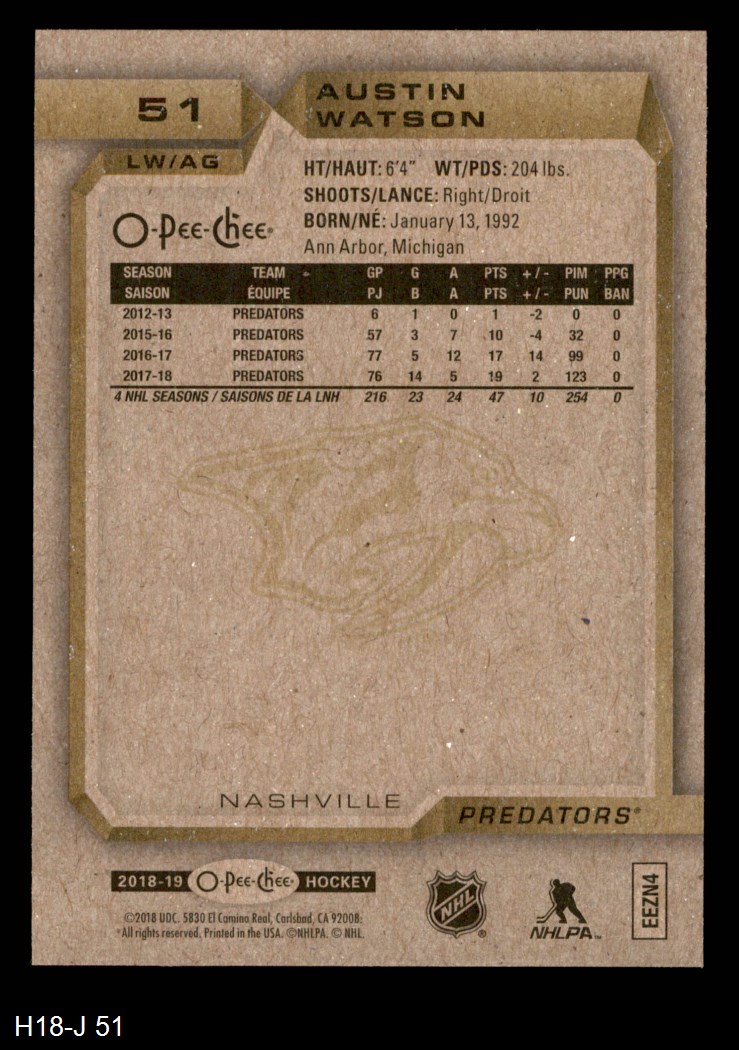 51
AUSTIN
WATSON
LW/AG
O-PEE-CHEE
HT/HAUT: 6'4" WT/PDS: 204 lbs.
SHOOTS/LANCE: Right/Droit
BORN/NÉ: January 13, 1992
Ann Arbor, Michigan
SEASON TEAM GP G A PTS +/- PIM PPG
SAISON ÉQUIPE PJ B A PTS +/- PUN BAN
2012-13 PREDATORS 6 1 0 1 -2 0 0
2015-16 PREDATORS 57 3 7 10 -4 32 0
2016-17 PREDATORS 77 5 12 17 14 99 0
2017-18 PREDATORS 76 14 5 19 2 123 0
4 NHL SEASONS / SAISONS DE LA LNH 216 23 24 47 10 254 0
NASHVILLE
PREDATORS®
2018-19 O-PEE-CHEE HOCKEY
©2018 UDC. 5830 El Camino Real, Carlsbad, CA 92008.
All rights reserved. Printed in the USA. ©NHLPA. © NHL.
NHL ®
NHLPA™
EEZN4
H18-J 51